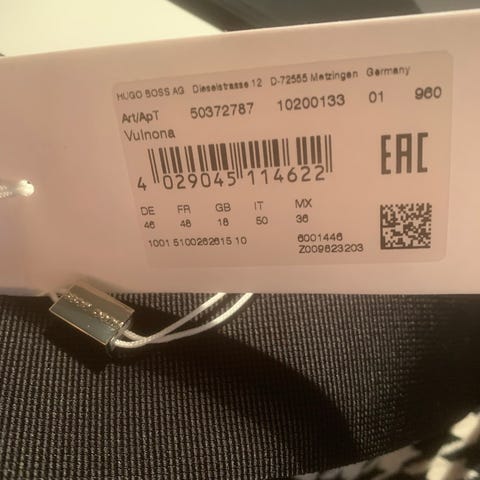 HUGO BOSS AG Dieselstrasse 12 D-72555 Metzingen Germany
Art/ApT 50372787 10200133 01 960
Vulnona
EAC
4 029045 114622
DE FR GB IT MX
46 48 18 50 36
1001 5100262615 10 6001446
Z009823203